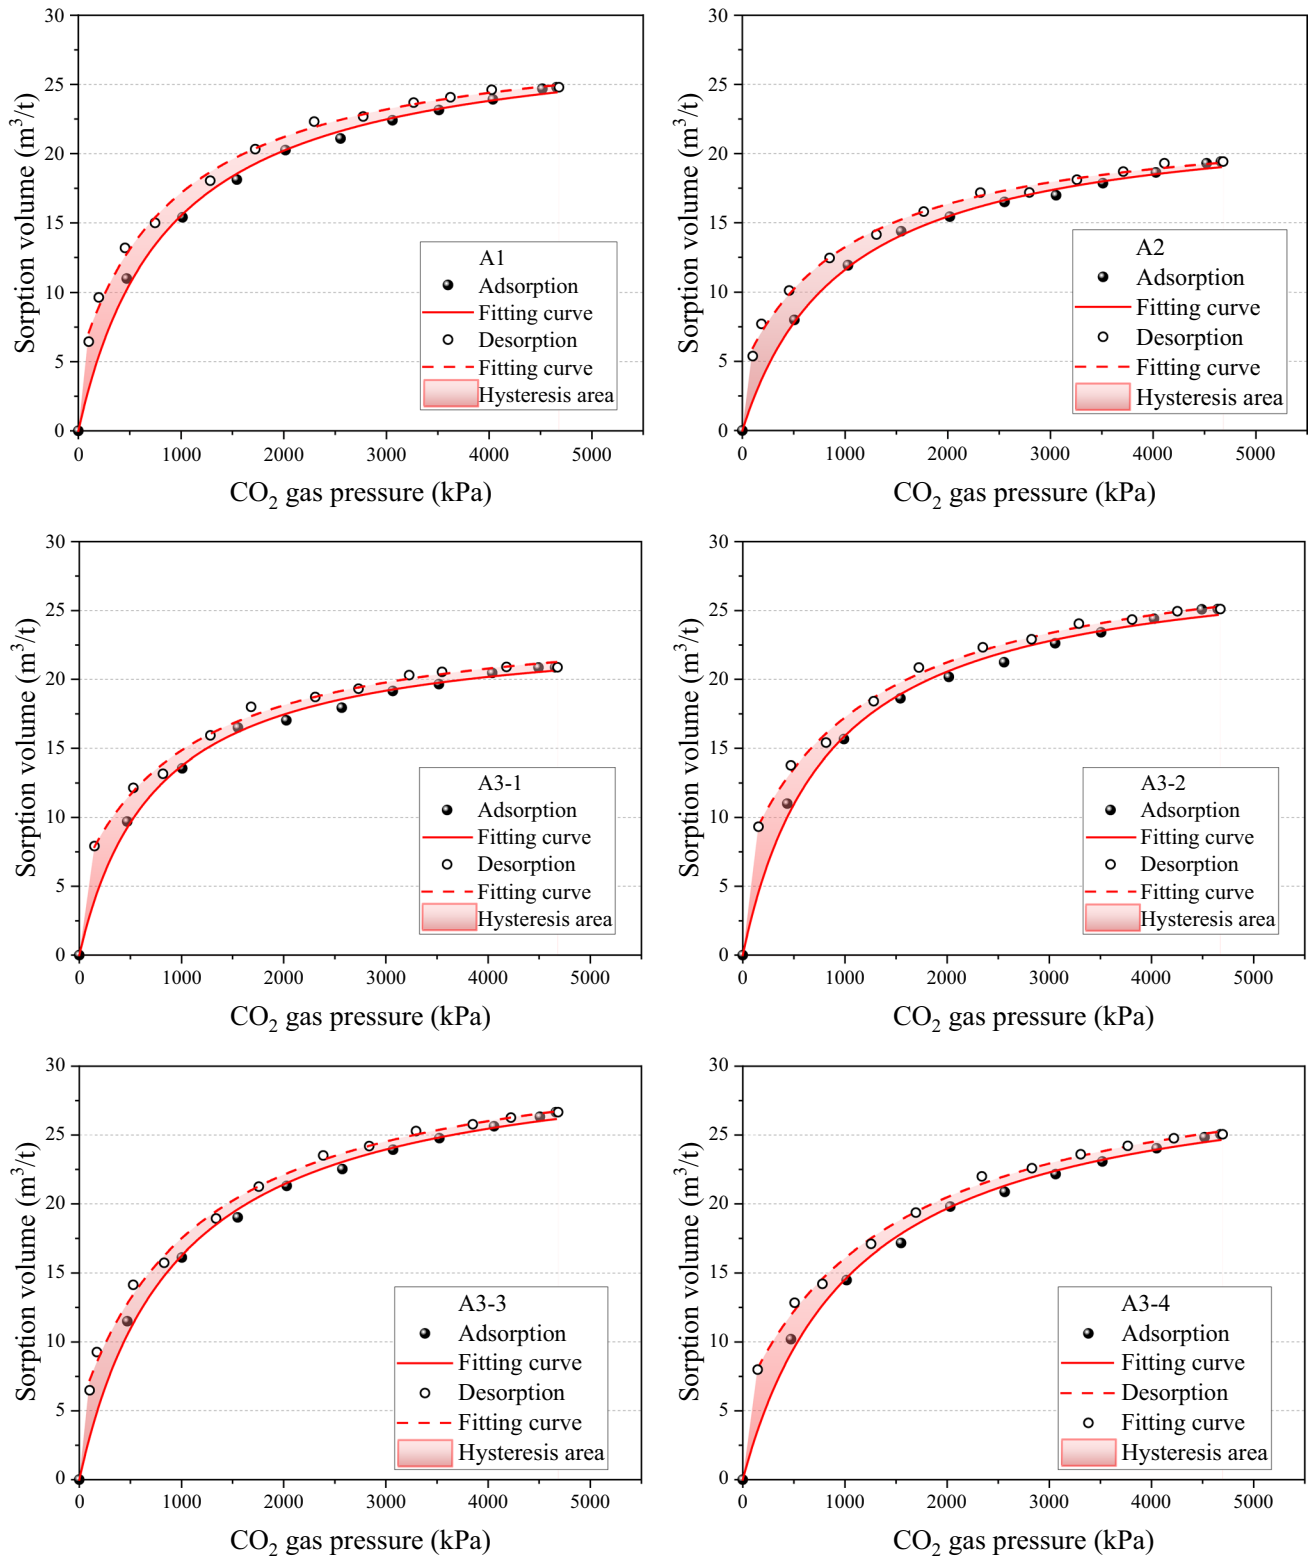 30
25
20
15
10
5
0
Sorption volume (m³/t)
A1
Adsorption
Fitting curve
Desorption
Fitting curve
Hysteresis area
0 1000 2000 3000 4000 5000
CO₂ gas pressure (kPa)
30
25
20
15
10
5
0
Sorption volume (m³/t)
A2
Adsorption
Fitting curve
Desorption
Fitting curve
Hysteresis area
0 1000 2000 3000 4000 5000
CO₂ gas pressure (kPa)
30
25
20
15
10
5
0
Sorption volume (m³/t)
A3-1
Adsorption
Fitting curve
Desorption
Fitting curve
Hysteresis area
0 1000 2000 3000 4000 5000
CO₂ gas pressure (kPa)
30
25
20
15
10
5
0
Sorption volume (m³/t)
A3-2
Adsorption
Fitting curve
Desorption
Fitting curve
Hysteresis area
0 1000 2000 3000 4000 5000
CO₂ gas pressure (kPa)
30
25
20
15
10
5
0
Sorption volume (m³/t)
A3-3
Adsorption
Fitting curve
Desorption
Fitting curve
Hysteresis area
0 1000 2000 3000 4000 5000
CO₂ gas pressure (kPa)
30
25
20
15
10
5
0
Sorption volume (m³/t)
A3-4
Adsorption
Fitting curve
Desorption
Fitting curve
Hysteresis area
0 1000 2000 3000 4000 5000
CO₂ gas pressure (kPa)